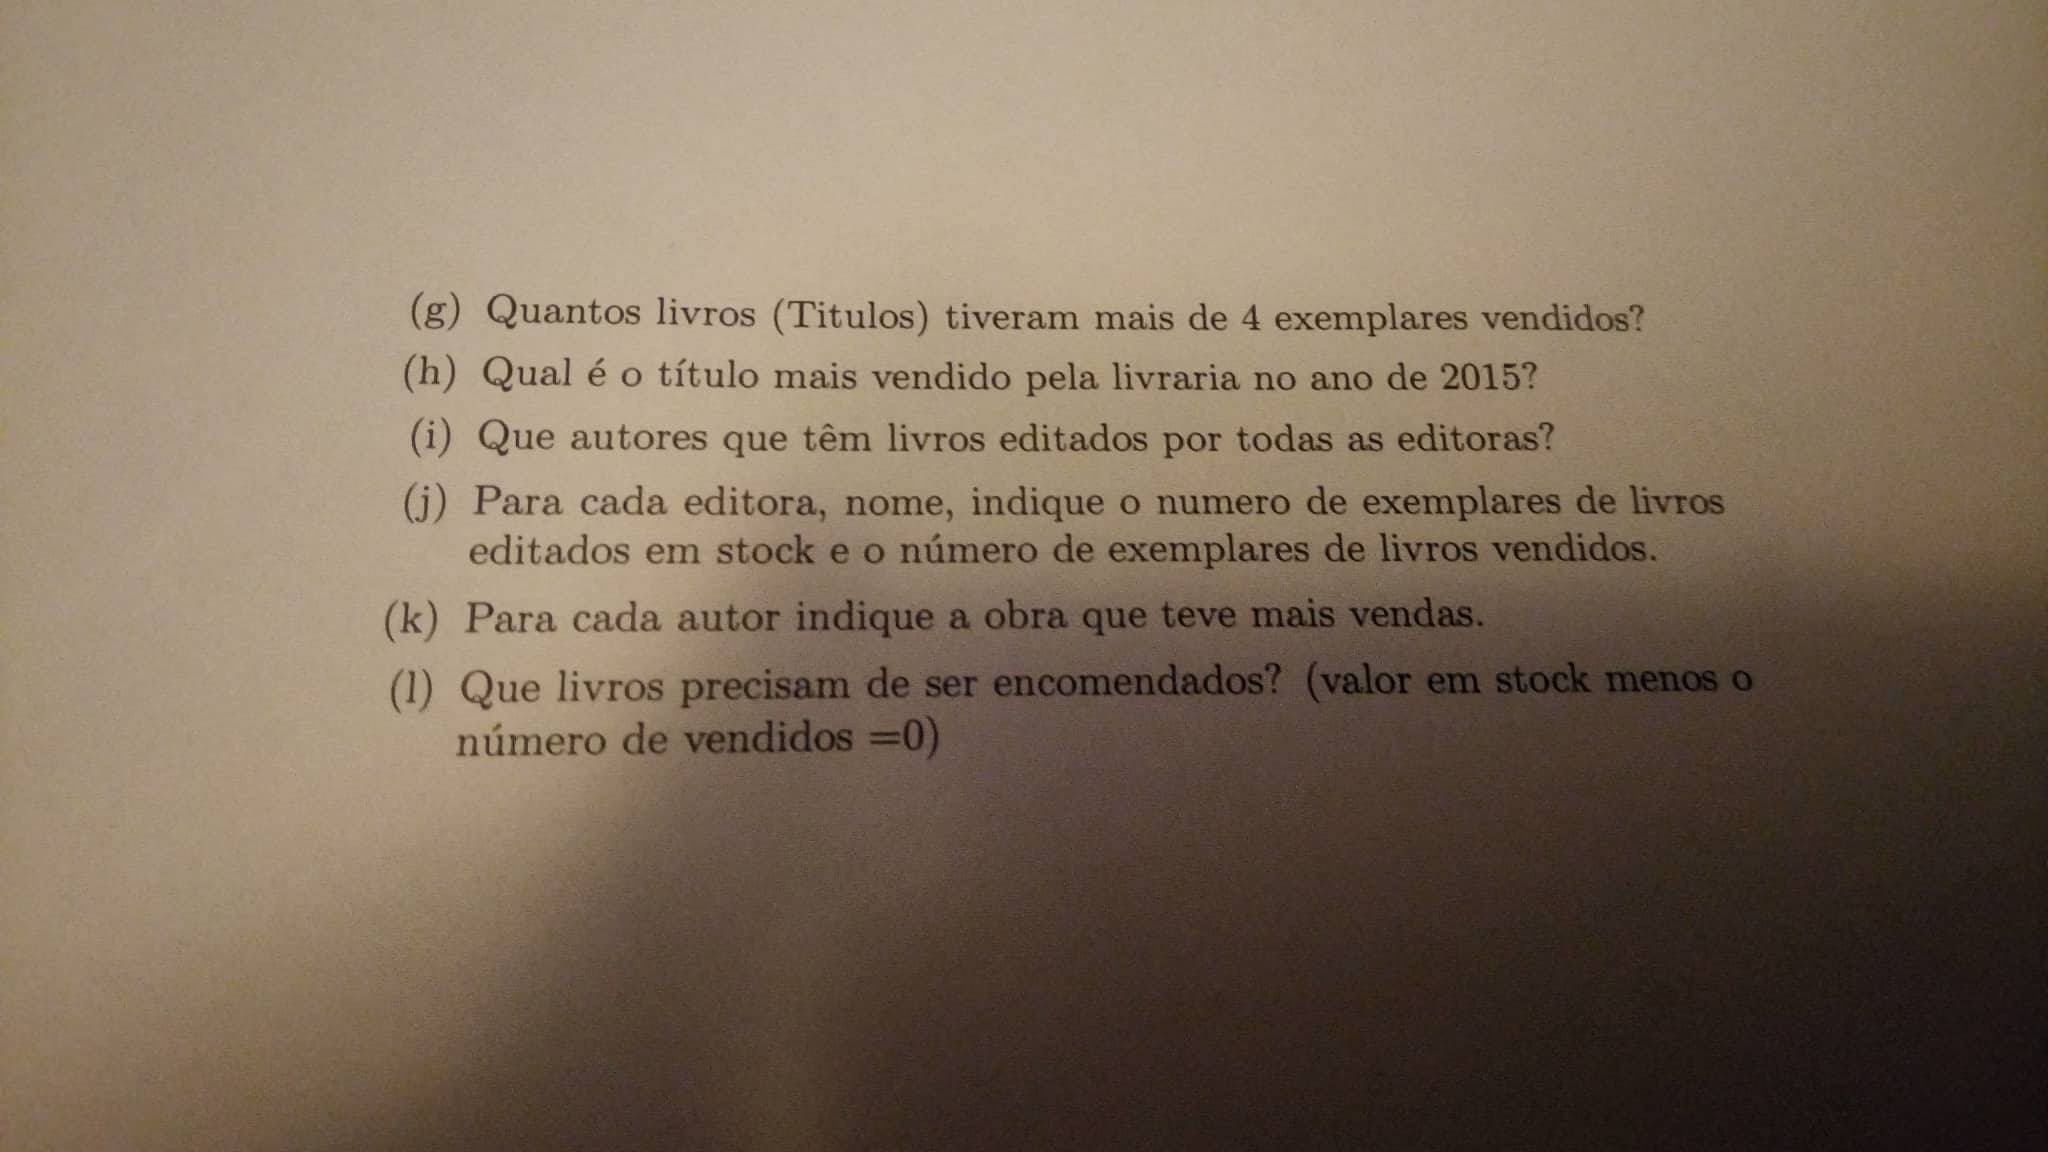 (g) Quantos livros (Titulos) tiveram mais de 4 exemplares vendidos?
(h) Qual é o título mais vendido pela livraria no ano de 2015?
(i) Que autores que têm livros editados por todas as editoras?
(j) Para cada editora, nome, indique o numero de exemplares de livros
editados em stock e o número de exemplares de livros vendidos.
(k) Para cada autor indique a obra que teve mais vendas.
(l) Que livros precisam de ser encomendados? (valor em stock menos o
número de vendidos =0)